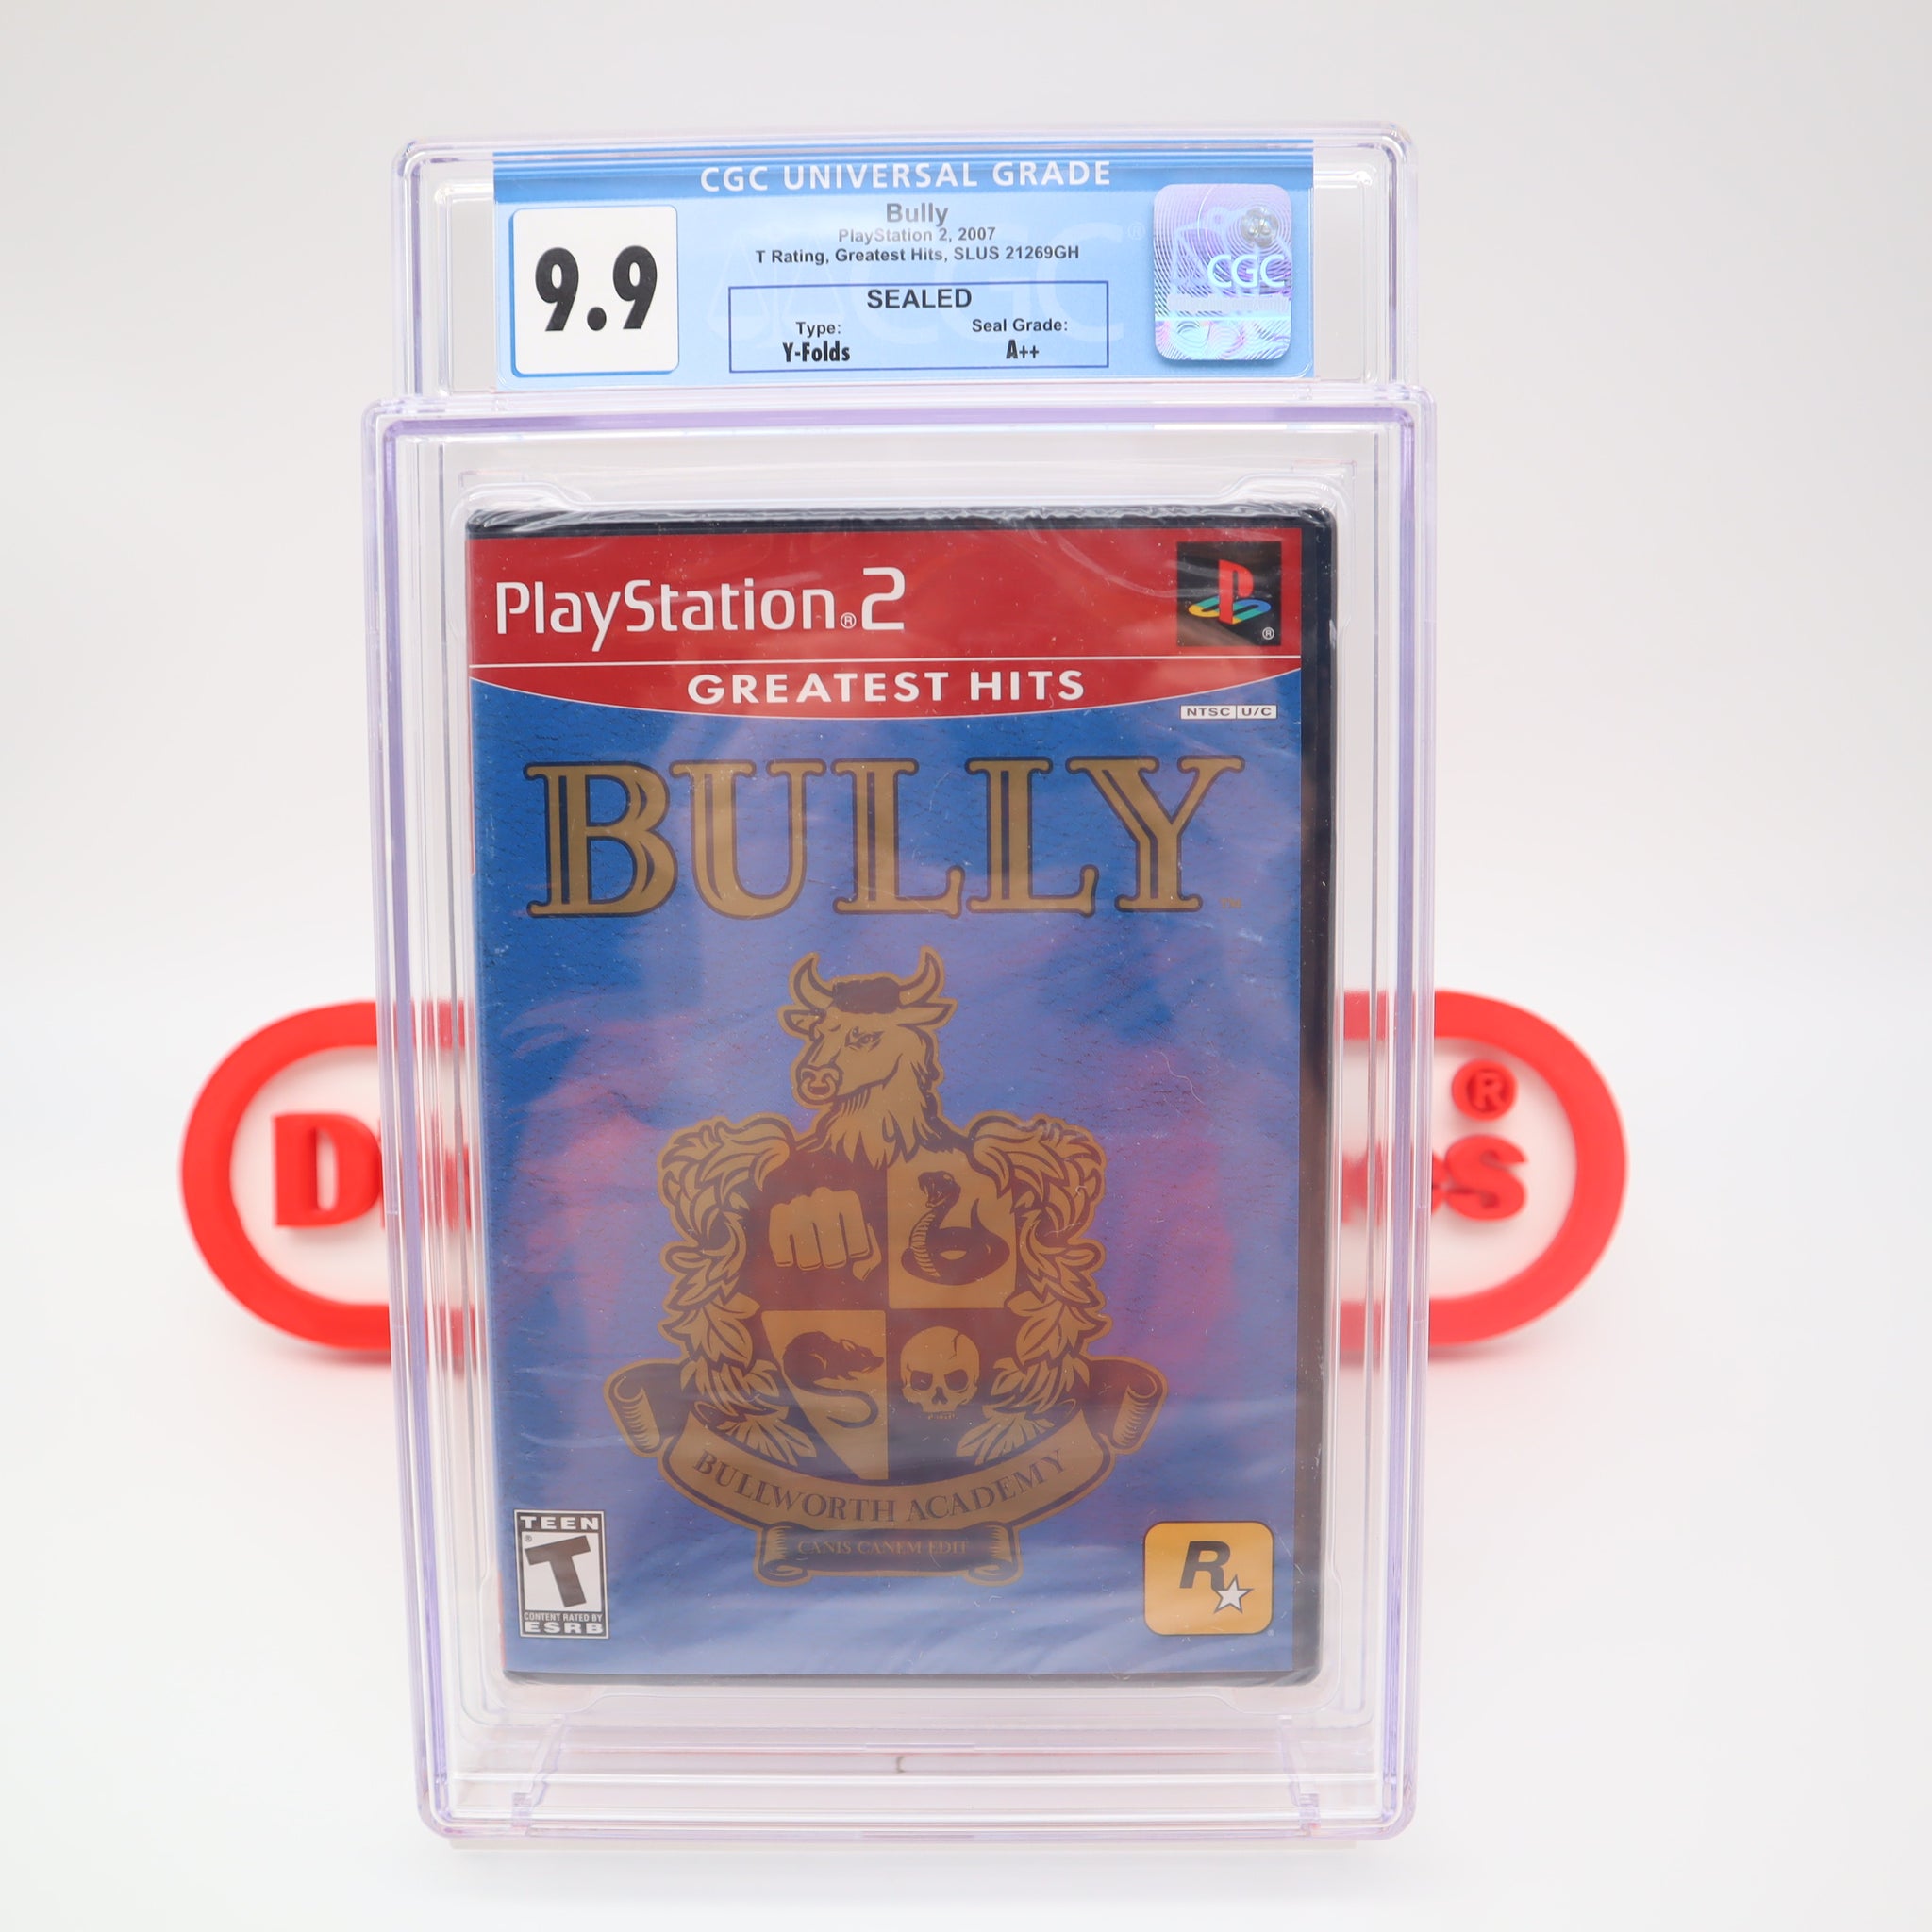 CGC UNIVERSAL GRADE
9.9
Bully
PlayStation 2, 2007
T Rating, Greatest Hits, SLUS 21269GH
SEALED
Type: Seal Grade:
Y-Folds A++
CGC
PlayStation®2
GREATEST HITS
NTSC U/C
BULLY
BULLWORTH ACADEMY
CANIS CANEM EDIT
TEEN
T
CONTENT RATED BY
ESRB
R